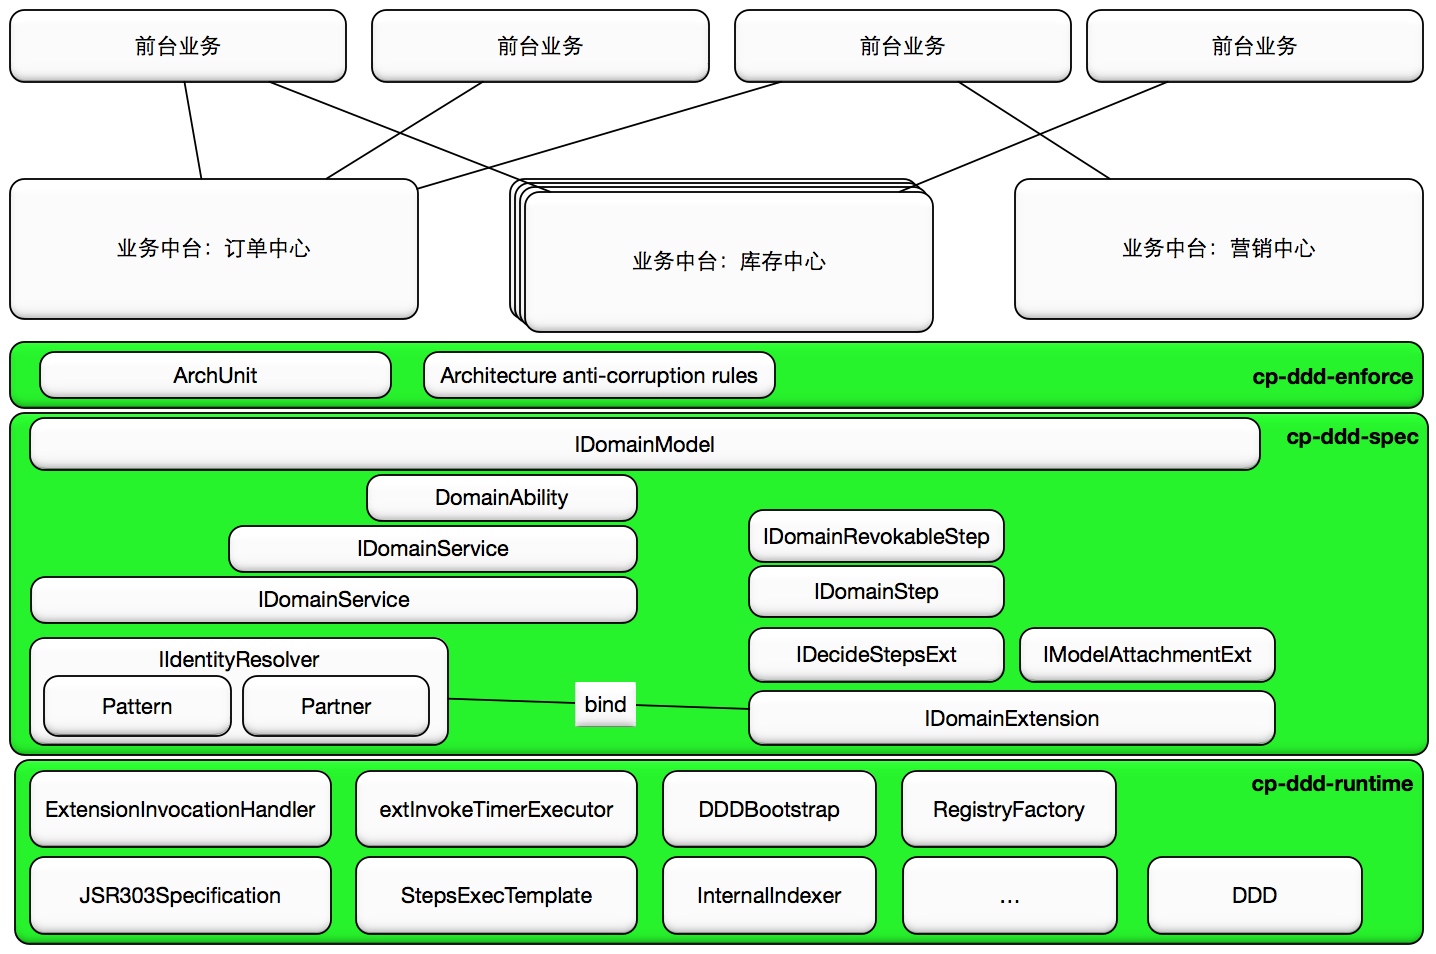 前台业务
前台业务
前台业务
前台业务
业务中台：订单中心
业务中台：库存中心
业务中台：营销中心
ArchUnit
Architecture anti-corruption rules
cp-ddd-enforce
IDomainModel
cp-ddd-spec
DomainAbility
IDomainService
IDomainService
IDomainRevokableStep
IDomainStep
IDecideStepsExt
IModelAttachmentExt
IIdentityResolver
Pattern
Partner
bind
IDomainExtension
cp-ddd-runtime
ExtensionInvocationHandler
extInvokeTimerExecutor
DDDBootstrap
RegistryFactory
JSR303Specification
StepsExecTemplate
InternalIndexer
...
DDD